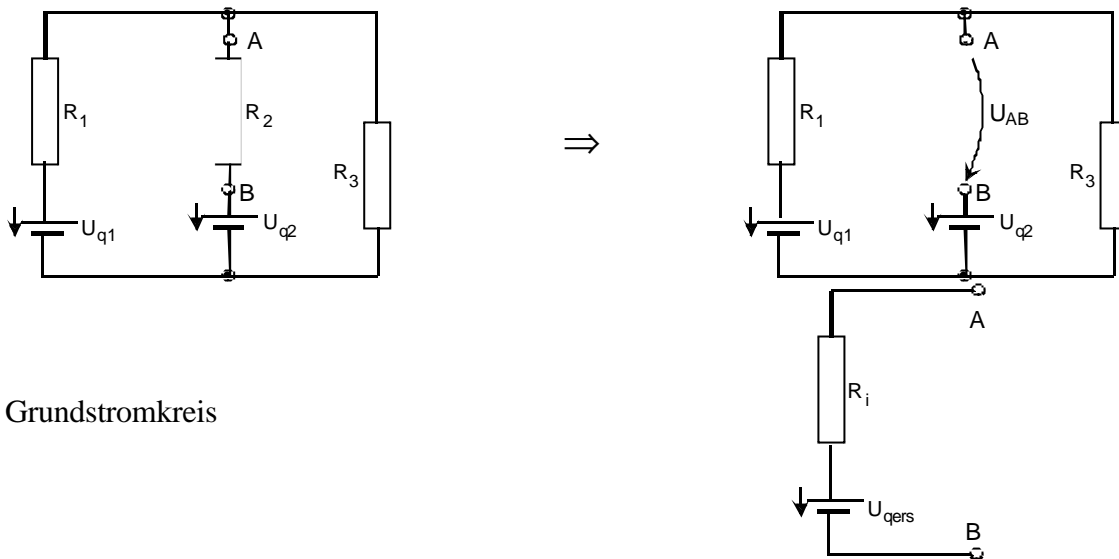 A
A
R1
R2
R1
UAB
⇒
R3
B
R3
B
Uq1
Uq2
Uq1
Uq2
A
Ri
Grundstromkreis
Uqers
B